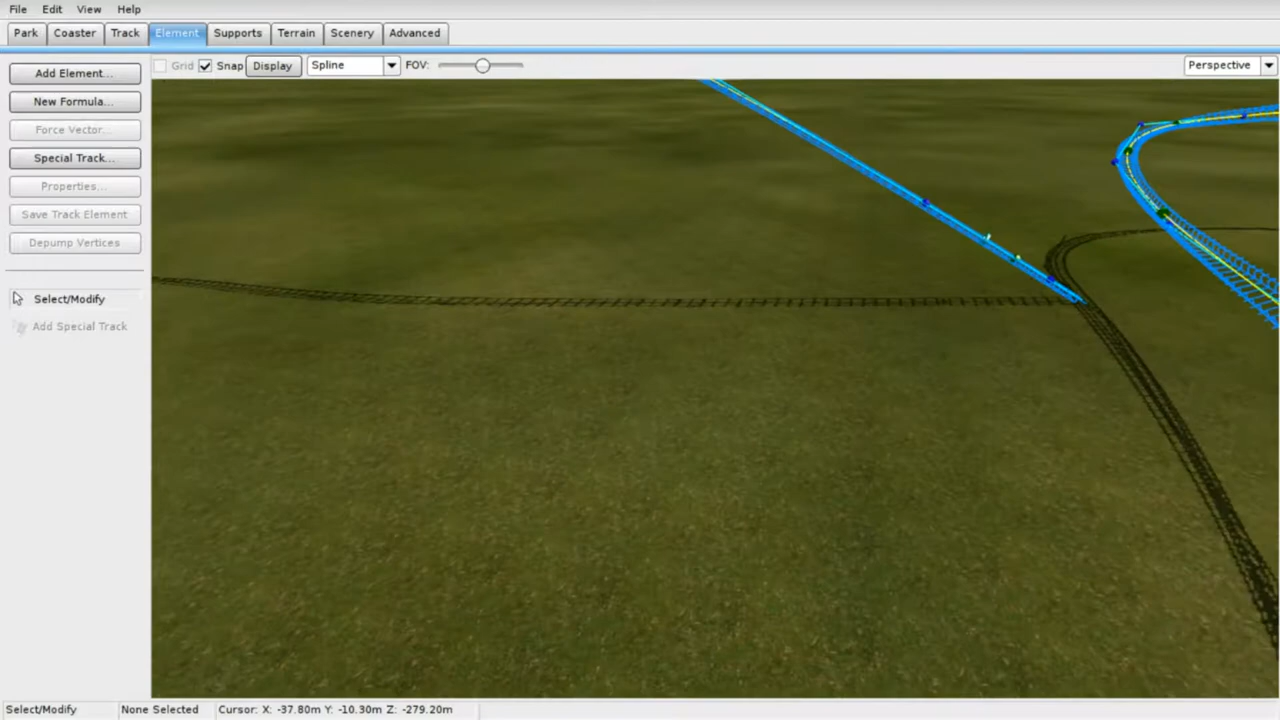 File Edit View Help
Park Coaster Track Element Supports Terrain Scenery Advanced
Add Element... Grid Snap Display Spline FOV: Perspective
New Formula...
Force Vector...
Special Track...
Properties...
Save Track Element
Depump Vertices
Select/Modify
Add Special Track
Select/Modify None Selected Cursor: X: -37.80m Y: -10.30m Z: -279.20m